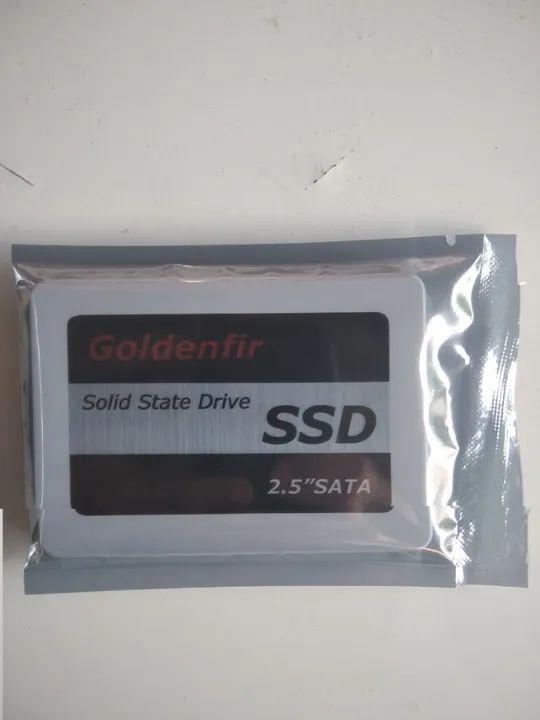 Goldenfir
Solid State Drive
SSD
2.5"SATA